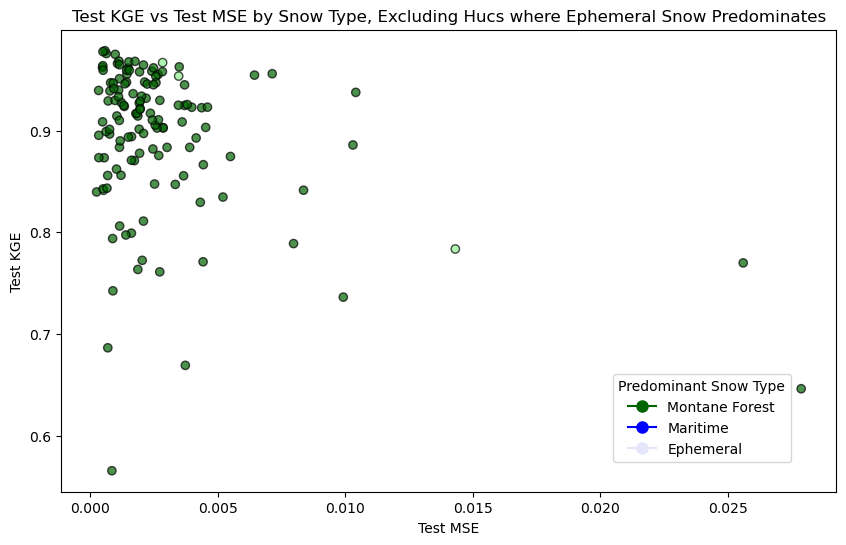 Test KGE vs Test MSE by Snow Type, Excluding Hucs where Ephemeral Snow Predominates
Test KGE
0.9
0.8
0.7
0.6
Predominant Snow Type
Montane Forest
Maritime
Ephemeral
0.000 0.005 0.010 0.015 0.020 0.025
Test MSE